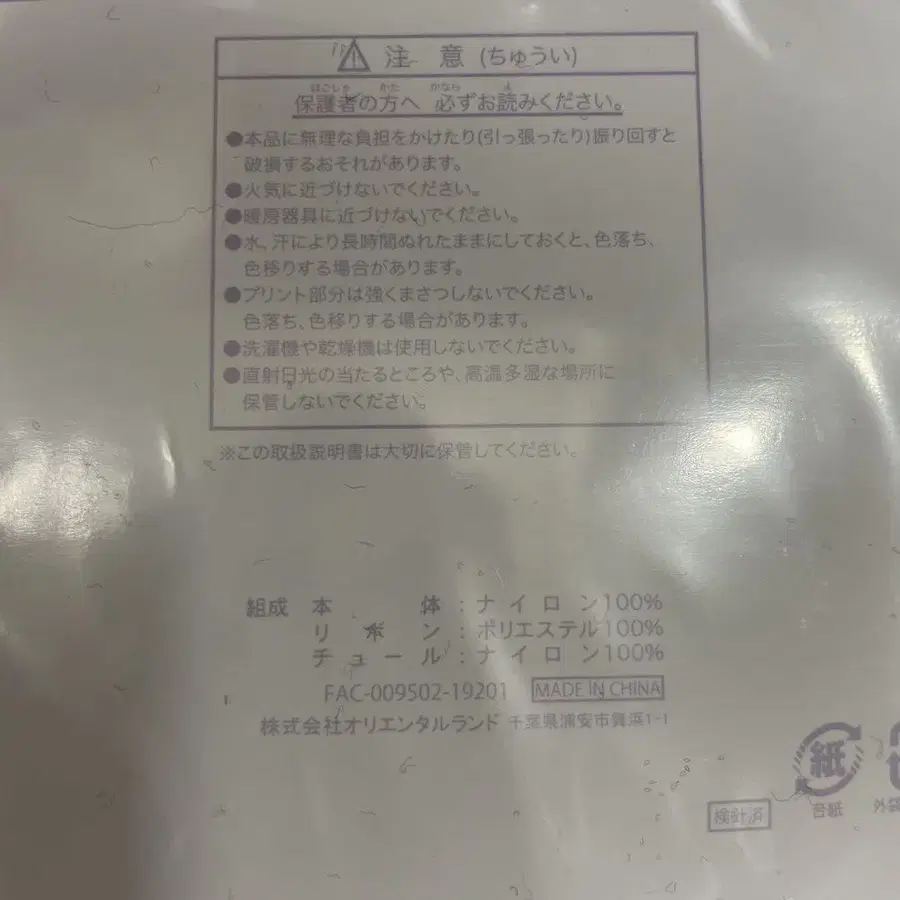 注 意 (ちゅうい)
ほごしゃ かた かなら よ
保護者の方へ 必ずお読みください。
●本品に無理な負担をかけたり(引っ張ったり)振り回すと
破損するおそれがあります。
●火気に近づけないでください。
●暖房器具に近づけないでください。
●水、汗により長時間ぬれたままにしておくと、色落ち、
色移りする場合があります。
●プリント部分は強くまさつしないでください。
色落ち、色移りする場合があります。
●洗濯機や乾燥機は使用しないでください。
●直射日光の当たるところや、高温多湿な場所に
保管しないでください。
※この取扱説明書は大切に保管してください。
組成 本 体 : ナイロン100%
リボン : ポリエステル100%
チュール : ナイロン100%
FAC-009502-19201 MADE IN CHINA
株式会社オリエンタルランド 千葉県浦安市舞浜1-1
紙
台紙 外袋
検針済